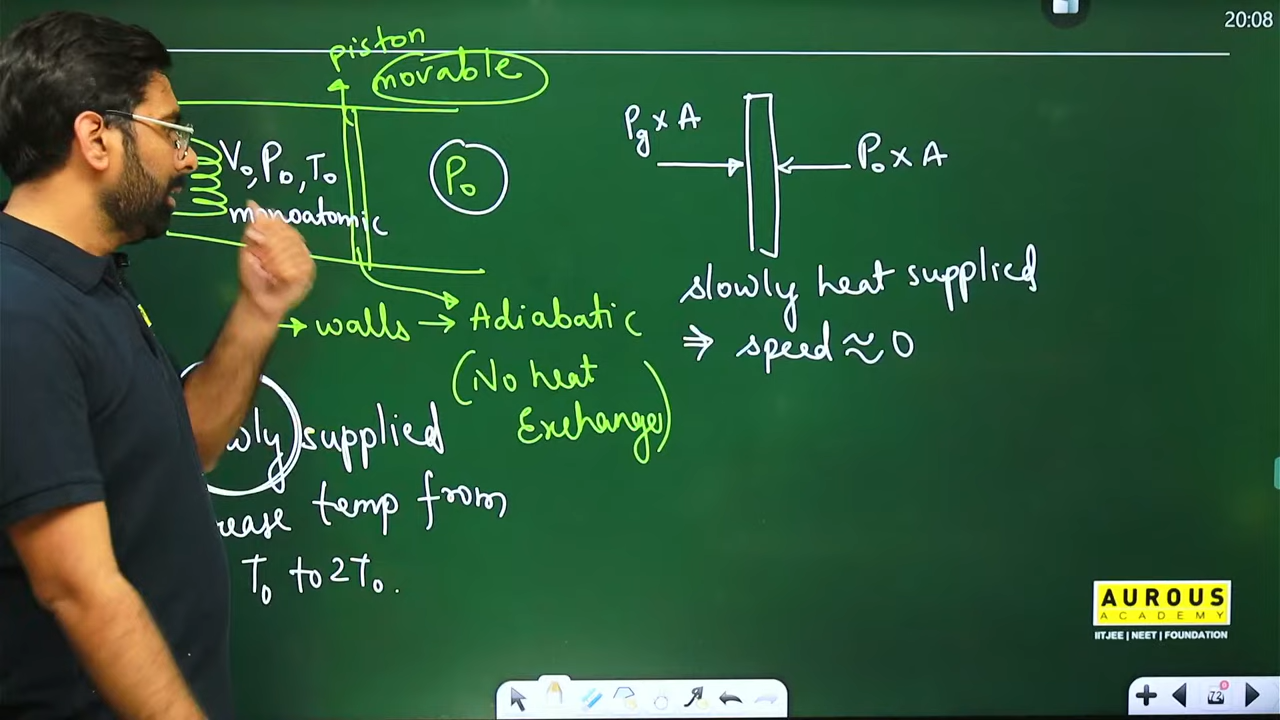 20:08
piston
movable
V₀, P₀, T₀
monoatomic
P₀
→ walls → Adiabatic
(No heat
Exchange)
supplied
temp from
T₀ to 2T₀.
Pg × A
P₀ × A
slowly heat supplied
⇒ speed ≈ 0
AUROUS
ACADEMY
IITJEE | NEET | FOUNDATION
72